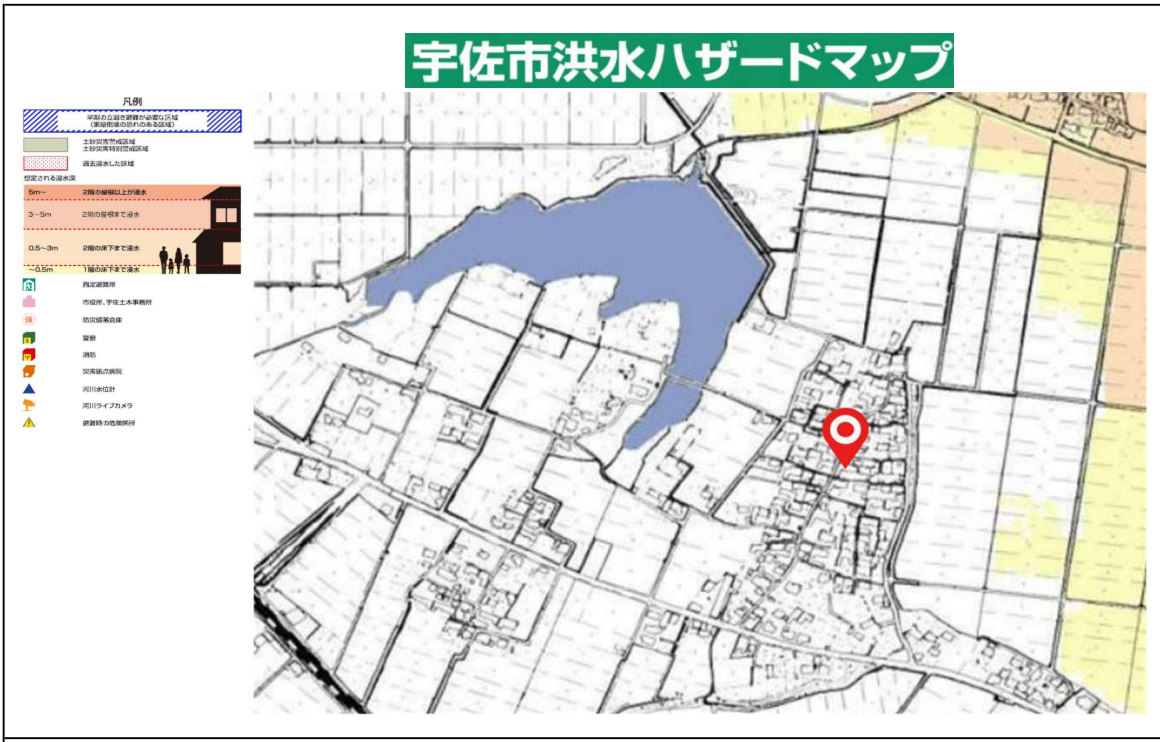 宇佐市洪水ハザードマップ
凡例
早期の立退き避難が必要な区域
(家屋倒壊の恐れのある区域)
土砂災害警戒区域
土砂災害特別警戒区域
過去浸水した区域
想定される浸水深
5m~ 2階の屋根以上が浸水
3~5m 2階の屋根まで浸水
0.5~3m 2階の床下まで浸水
~0.5m 1階の床下まで浸水
指定避難所
市役所、宇佐土木事務所
備
防災備蓄倉庫
警察
消防
災害拠点病院
河川水位計
河川ライブカメラ
避難時の危険箇所